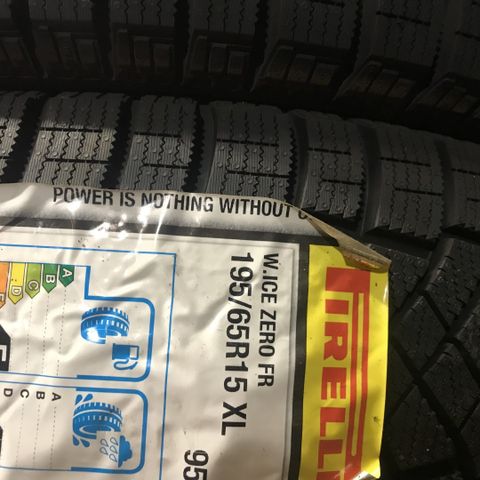 POWER IS NOTHING WITHOUT
PIRELLI
W.ICE ZERO FR
195/65R15 XL
95
A
B
C
D
A
B
C
D